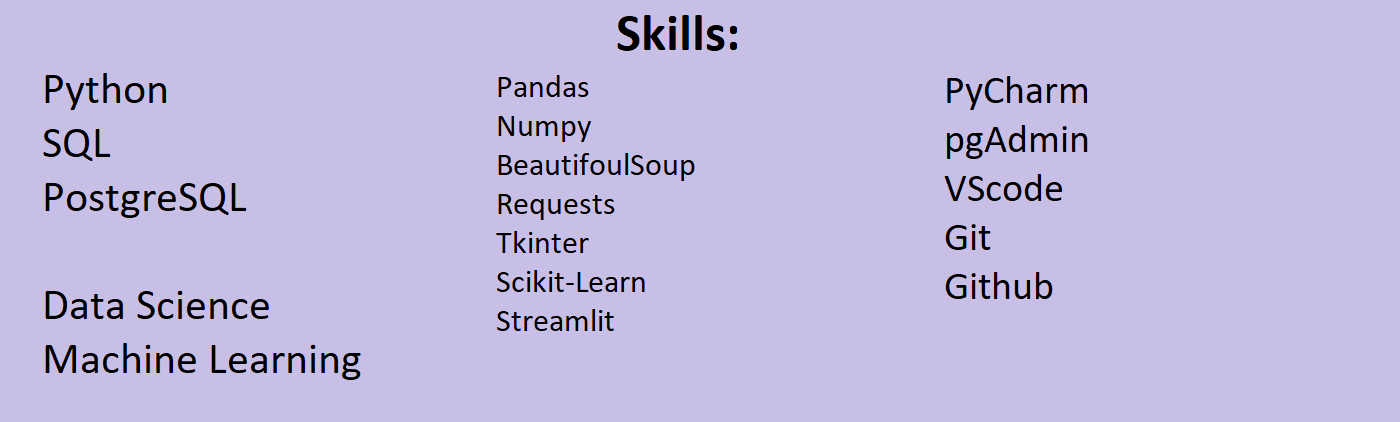 Skills:
Python
SQL
PostgreSQL
Data Science
Machine Learning
Pandas
Numpy
BeautifoulSoup
Requests
Tkinter
Scikit-Learn
Streamlit
PyCharm
pgAdmin
VScode
Git
Github